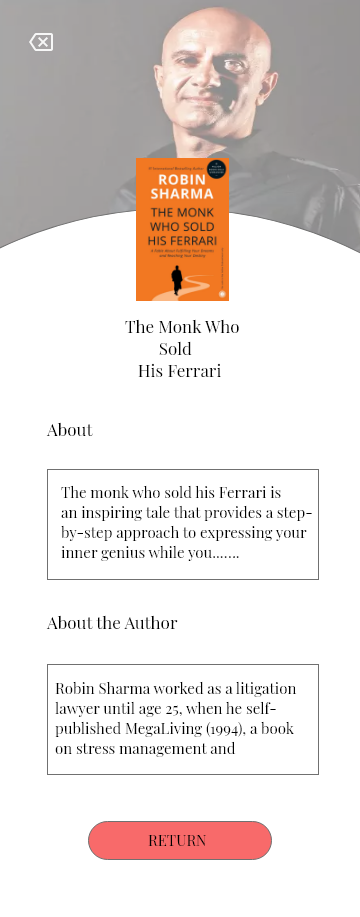 ROBIN
SHARMA
THE MONK
WHO SOLD
HIS FERRARI
The Monk Who
Sold
His Ferrari
About
The monk who sold his Ferrari is
an inspiring tale that provides a step-
by-step approach to expressing your
inner genius while you.......
About the Author
Robin Sharma worked as a litigation
lawyer until age 25, when he self-
published MegaLiving (1994), a book
on stress management and
RETURN